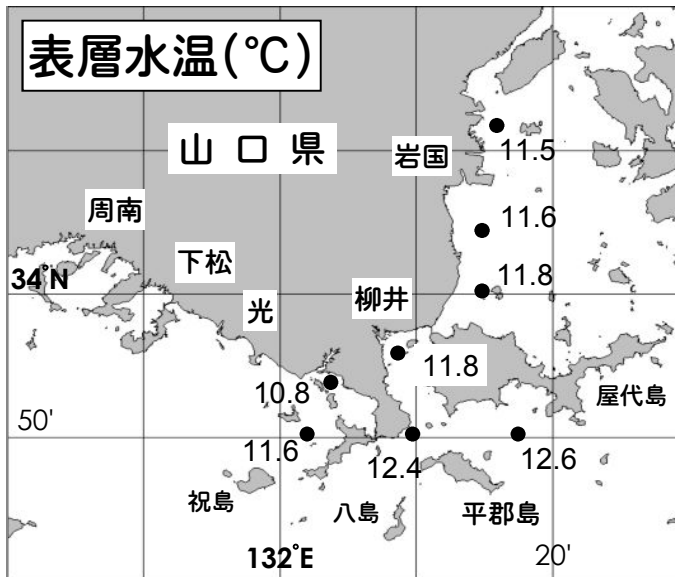 表層水温(℃)
山口県
岩国
11.5
周南
11.6
下松
34°N
11.8
柳井
光
11.8
10.8
屋代島
50'
11.6
12.4
12.6
祝島
八島
平郡島
132°E
20'